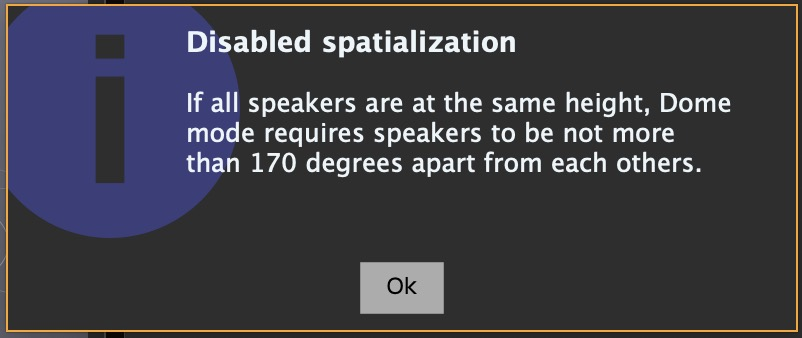 Disabled spatialization
If all speakers are at the same height, Dome
mode requires speakers to be not more
than 170 degrees apart from each others.
Ok